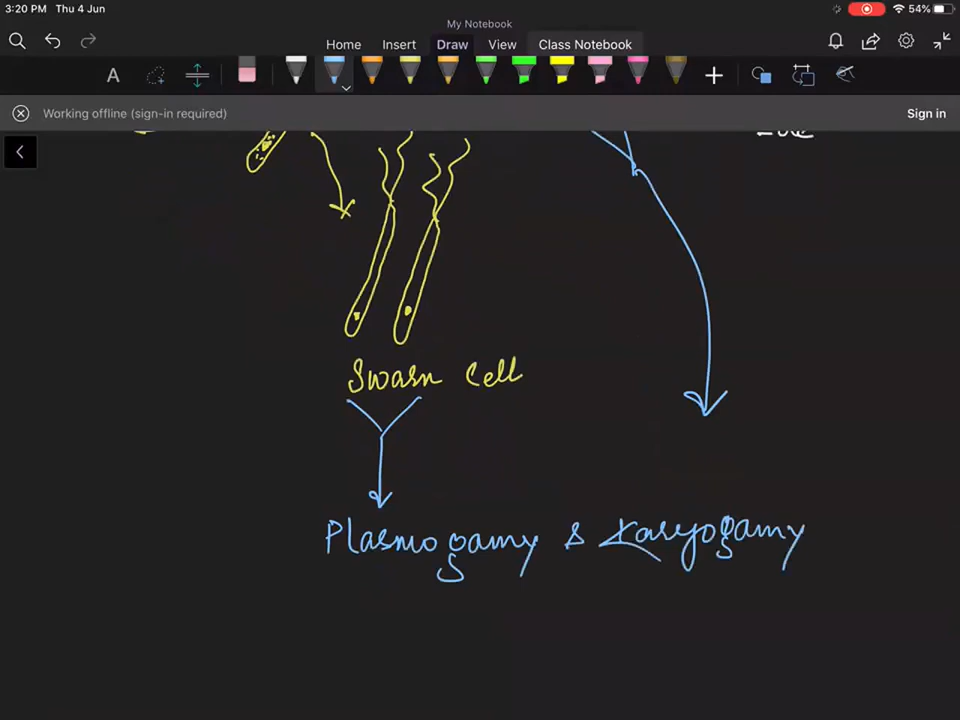 3:20 PM Thu 4 Jun
54%
My Notebook
Home Insert Draw View Class Notebook
A
Working offline (sign-in required)
Sign in
Swarm Cell
Plasmogamy & Karyogamy